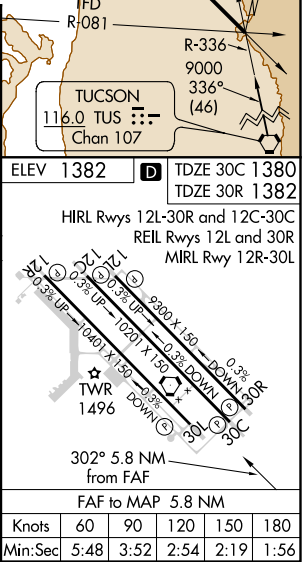 IFD
R-081
R-336
9000
336°
(46)
TUCSON
116.0 TUS
Chan 107
ELEV 1382
D
TDZE 30C 1380
TDZE 30R 1382
HIRL Rwys 12L-30R and 12C-30C
REIL Rwys 12L and 30R
MIRL Rwy 12R-30L
12R
12C
12L
P
P
P
0.3% UP
10401 X 150
0.3% DOWN
0.3% UP
10201 X 150
0.3% DOWN
0.3% UP
9300 X 150
0.3% DOWN
TWR
1496
P
P
P
30L
30C
30R
302° 5.8 NM
from FAF
FAF to MAP 5.8 NM
Knots 60 90 120 150 180
Min:Sec 5:48 3:52 2:54 2:19 1:56